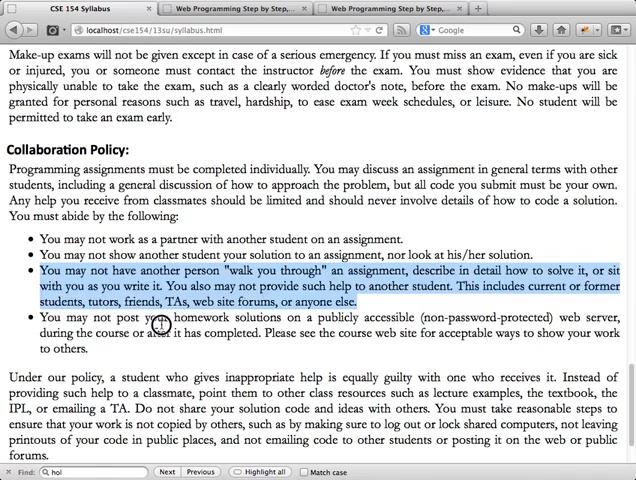 CSE 154 Syllabus
Web Programming Step by Step,...
Web Programming Step by Step,...
localhost/cse154/13su/syllabus.html
Google
Make-up exams will not be given except in case of a serious emergency. If you must miss an exam, even if you are sick
or injured, you or someone must contact the instructor before the exam. You must show evidence that you are
physically unable to take the exam, such as a clearly worded doctor's note, before the exam. No make-ups will be
granted for personal reasons such as travel, hardship, to ease exam week schedules, or leisure. No student will be
permitted to take an exam early.
Collaboration Policy:
Programming assignments must be completed individually. You may discuss an assignment in general terms with other
students, including a general discussion of how to approach the problem, but all code you submit must be your own.
Any help you receive from classmates should be limited and should never involve details of how to code a solution.
You must abide by the following:
• You may not work as a partner with another student on an assignment.
• You may not show another student your solution to an assignment, nor look at his/her solution.
• You may not have another person "walk you through" an assignment, describe in detail how to solve it, or sit
with you as you write it. You also may not provide such help to another student. This includes current or former
students, tutors, friends, TAs, web site forums, or anyone else.
• You may not post your homework solutions on a publicly accessible (non-password-protected) web server,
during the course or after it has completed. Please see the course web site for acceptable ways to show your work
to others.
Under our policy, a student who gives inappropriate help is equally guilty with one who receives it. Instead of
providing such help to a classmate, point them to other class resources such as lecture examples, the textbook, the
IPL, or emailing a TA. Do not share your solution code and ideas with others. You must take reasonable steps to
ensure that your work is not copied by others, such as by making sure to log out or lock shared computers, not leaving
printouts of your code in public places, and not emailing code to other students or posting it on the web or public
forums.
Find: hol Next Previous Highlight all Match case